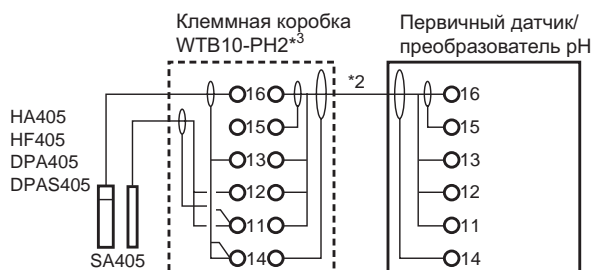 Клеммная коробка
WTB10-PH2*3
Первичный датчик/
преобразователь pH
*2
HA405
HF405
DPA405
DPAS405
SA405
16
15
13
12
11
14
16
15
13
12
11
14